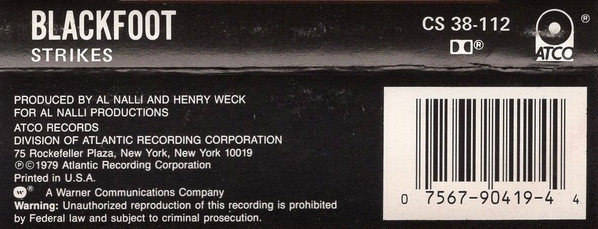 BLACKFOOT
STRIKES
CS 38-112
®
ATCO®
PRODUCED BY AL NALLI AND HENRY WECK
FOR AL NALLI PRODUCTIONS
ATCO RECORDS
DIVISION OF ATLANTIC RECORDING CORPORATION
75 Rockefeller Plaza, New York, New York 10019
℗©1979 Atlantic Recording Corporation
Printed in U.S.A.
W® A Warner Communications Company
Warning: Unauthorized reproduction of this recording is prohibited
by Federal law and subject to criminal prosecution.
0 7567-90419-4 4